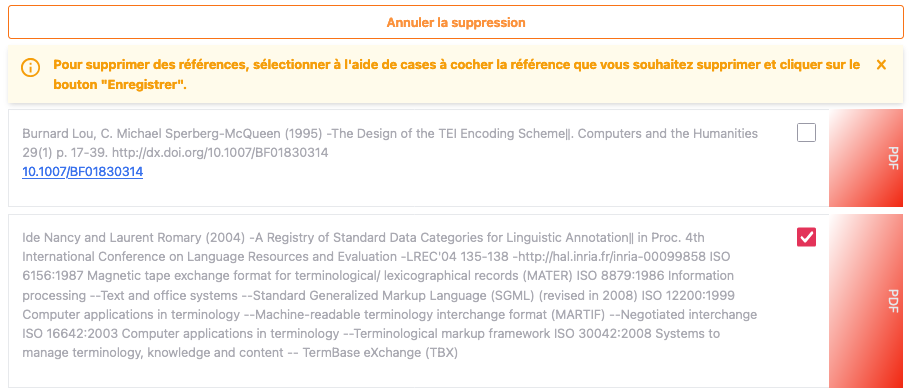 Annuler la suppression
Pour supprimer des références, sélectionner à l'aide de cases à cocher la référence que vous souhaitez supprimer et cliquer sur le
bouton "Enregistrer".
Burnard Lou, C. Michael Sperberg-McQueen (1995) -The Design of the TEI Encoding Scheme‖. Computers and the Humanities
29(1) p. 17-39. http://dx.doi.org/10.1007/BF01830314
10.1007/BF01830314
PDF
Ide Nancy and Laurent Romary (2004) -A Registry of Standard Data Categories for Linguistic Annotation‖ in Proc. 4th
International Conference on Language Resources and Evaluation -LREC'04 135-138 -http://hal.inria.fr/inria-00099858 ISO
6156:1987 Magnetic tape exchange format for terminological/ lexicographical records (MATER) ISO 8879:1986 Information
processing --Text and office systems --Standard Generalized Markup Language (SGML) (revised in 2008) ISO 12200:1999
Computer applications in terminology --Machine-readable terminology interchange format (MARTIF) --Negotiated interchange
ISO 16642:2003 Computer applications in terminology --Terminological markup framework ISO 30042:2008 Systems to
manage terminology, knowledge and content -- TermBase eXchange (TBX)
PDF